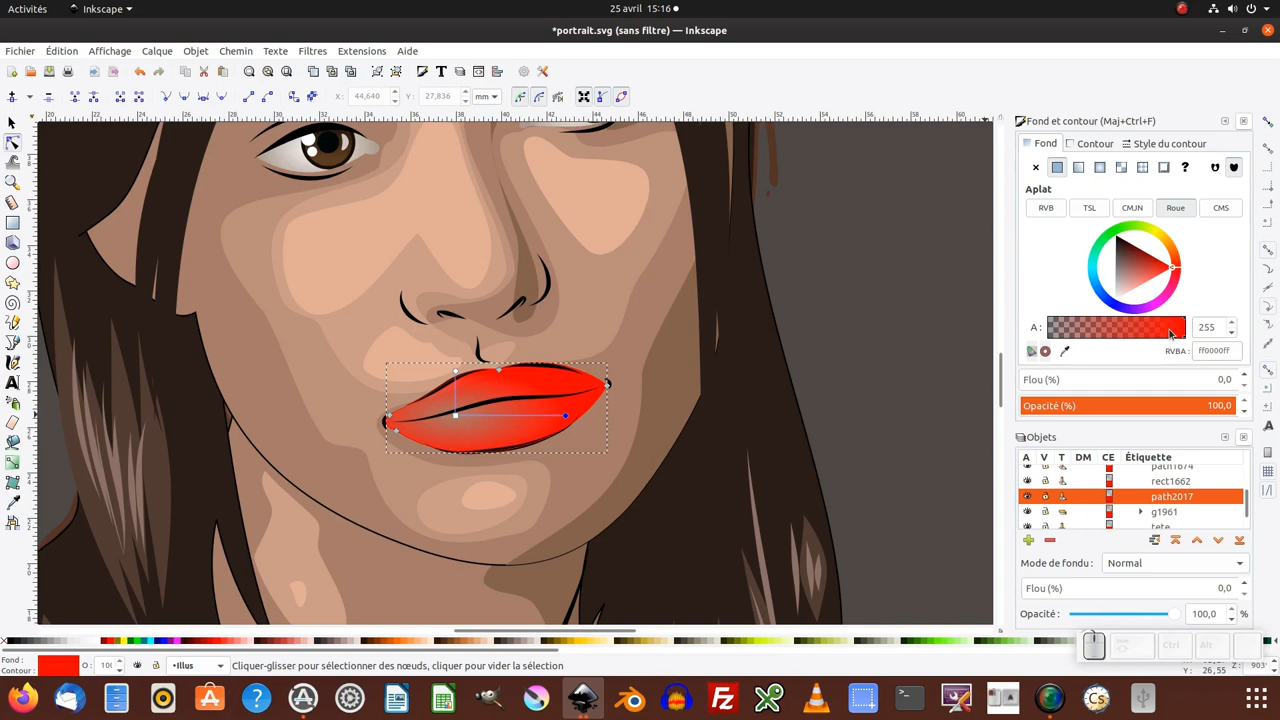 Activités Inkscape 25 avril 15:16
*portrait.svg (sans filtre) — Inkscape
Fichier Édition Affichage Calque Objet Chemin Texte Filtres Extensions Aide
X : 44,640 Y : 27,836 mm
Fond et contour (Maj+Ctrl+F)
Fond Contour Style du contour
Aplat
RVB TSL CMJN Roue CMS
A : 255
RVBA : ff0000ff
Flou (%) 0,0
Opacité (%) 100,0
Objets
A V T DM CE Étiquette
path1674
rect1662
path2017
g1961
tete
Mode de fondu : Normal
Flou (%) 0,0
Opacité : 100,0 %
Ctrl Alt
Fond :
Contour :
O : •Illus Cliquer-glisser pour sélectionner des nœuds, cliquer pour vider la sélection
Y : 26,55